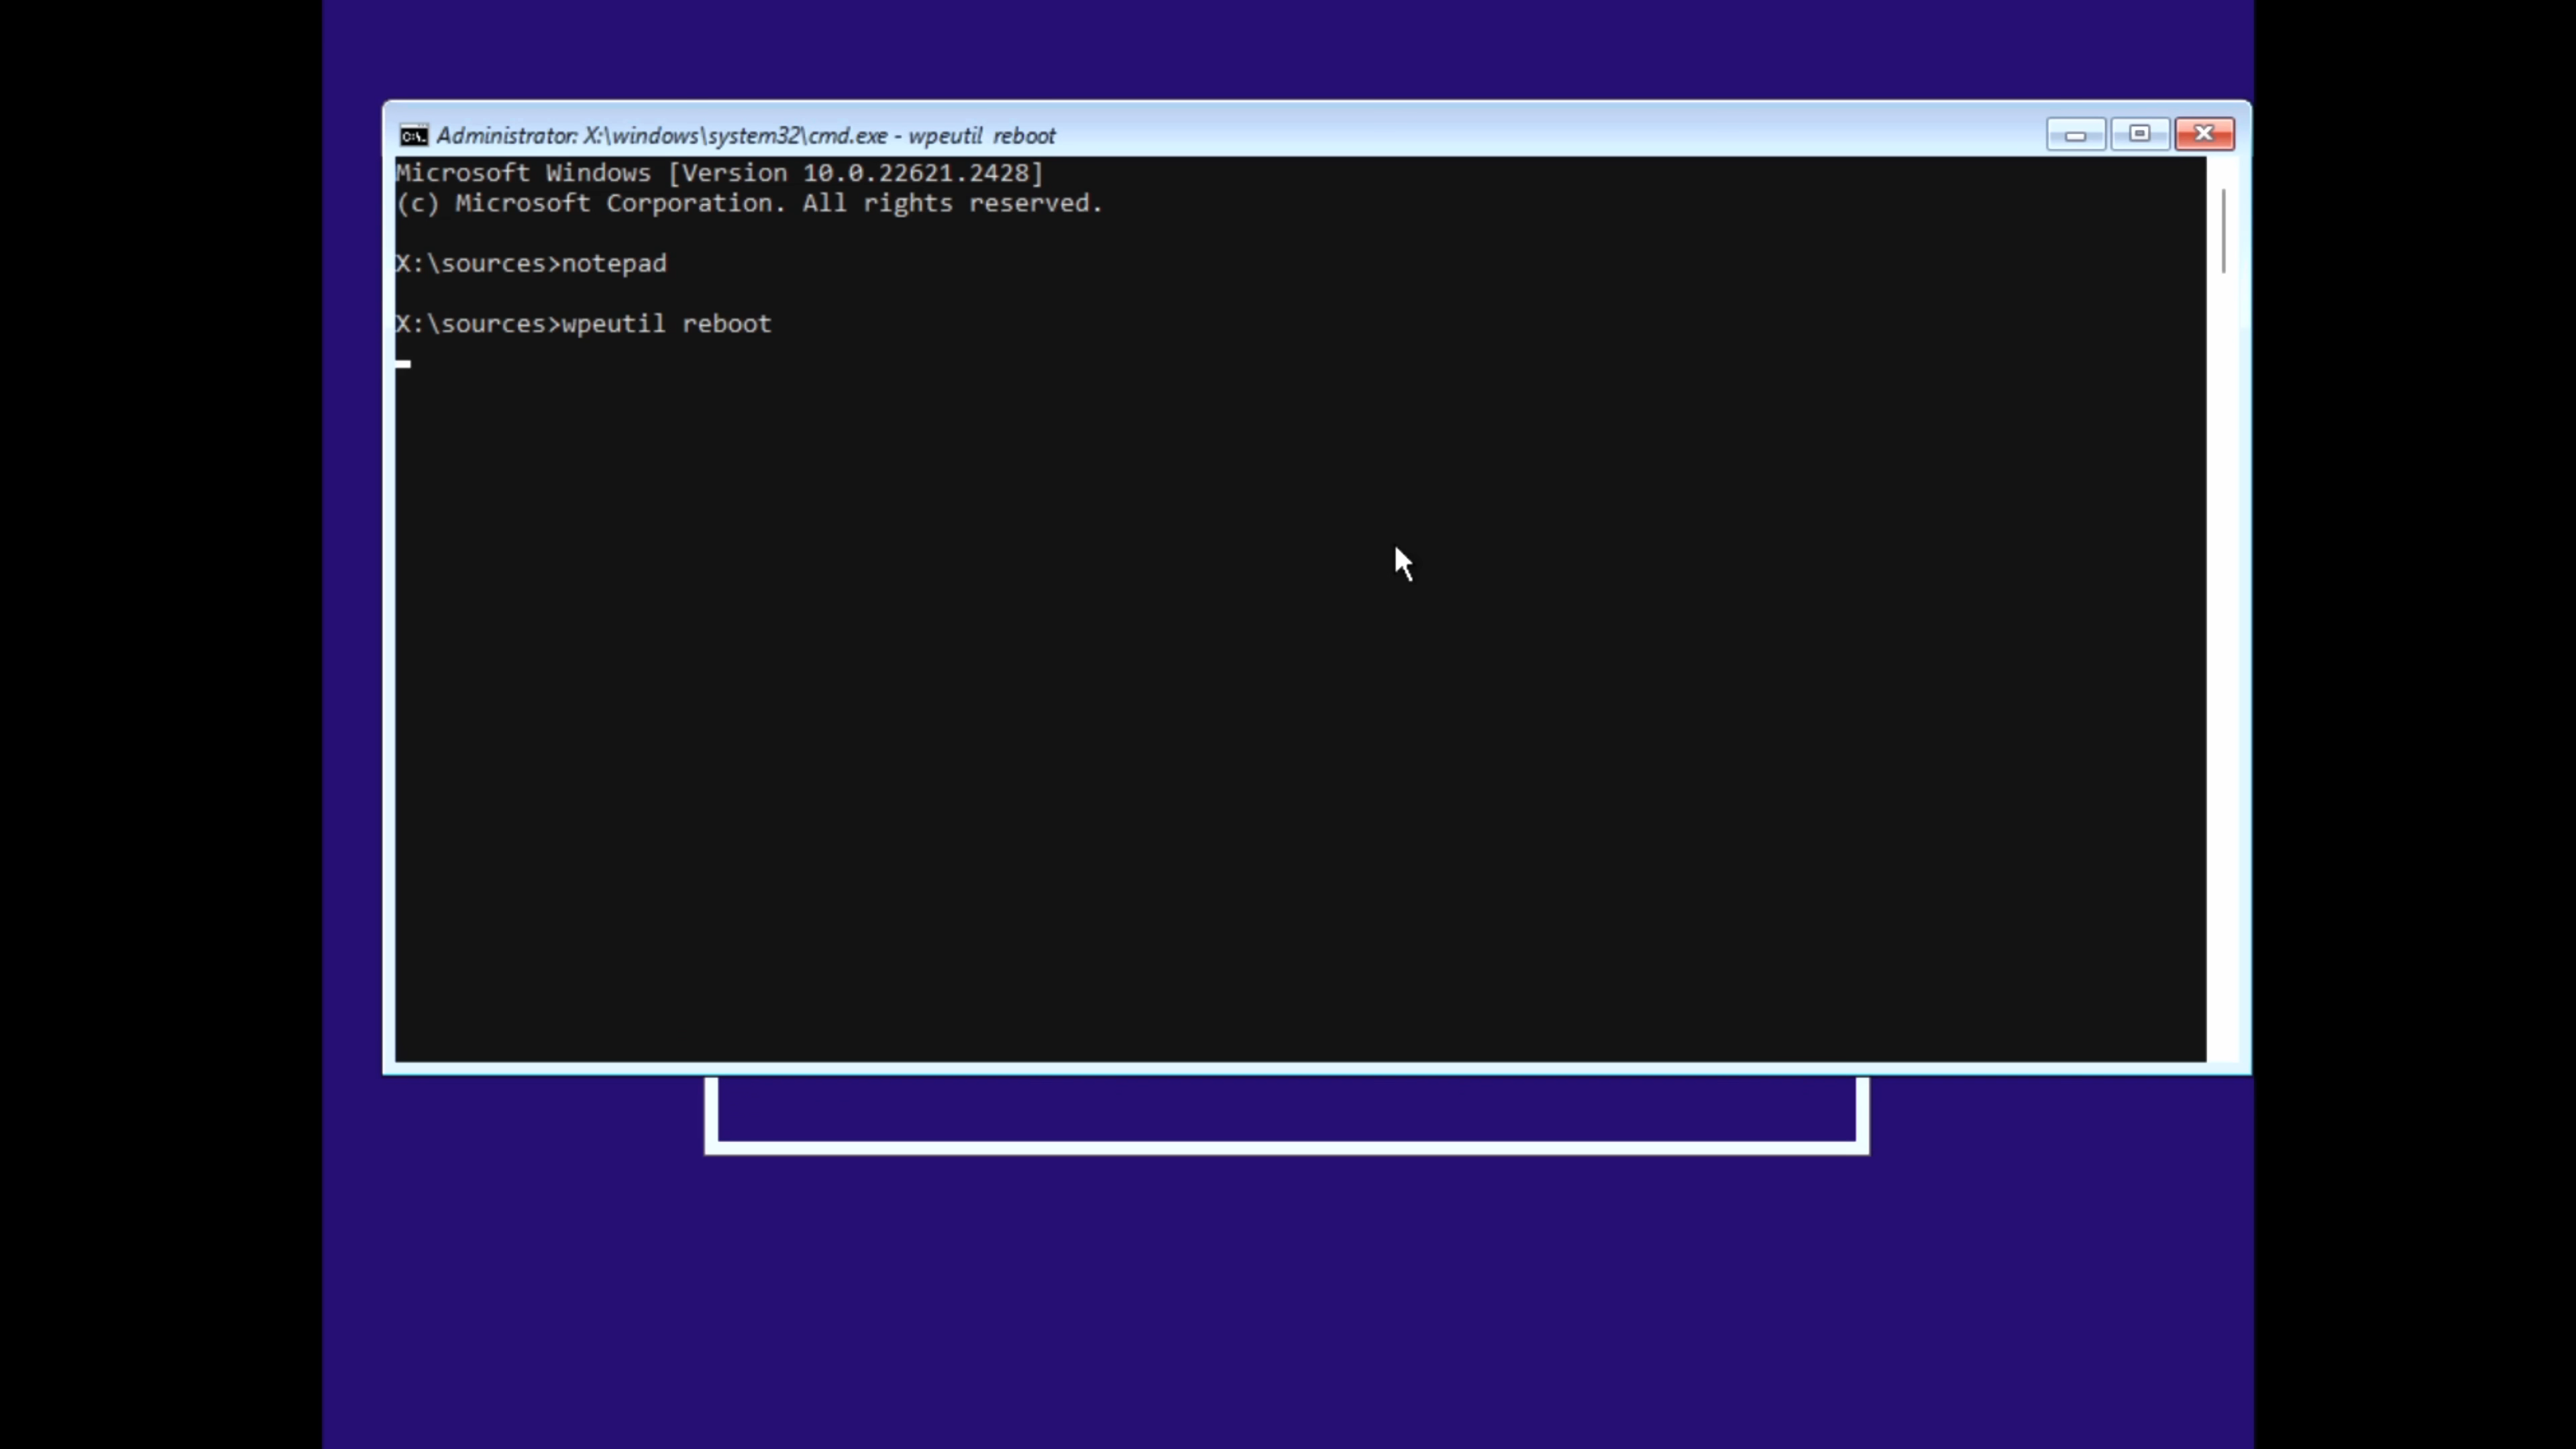 Administrator: X:\windows\system32\cmd.exe - wpeutil  reboot
Microsoft Windows [Version 10.0.22621.2428]
(c) Microsoft Corporation. All rights reserved.
X:\sources>notepad
X:\sources>wpeutil reboot